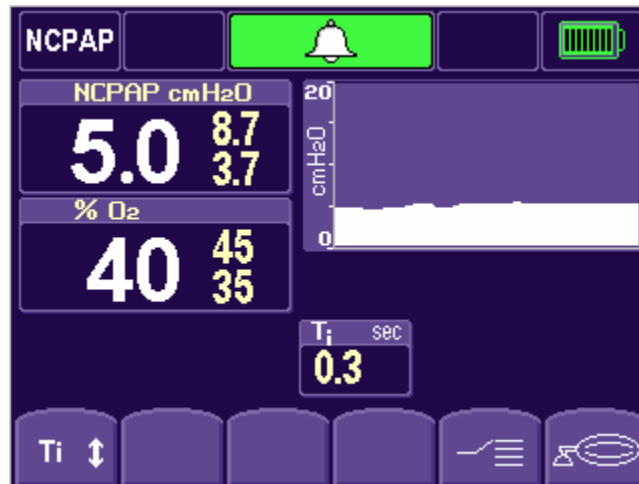 NCPAP
NCPAP cmH2O
5.0
8.7
3.7
% O2
40
45
35
20
cmH2O
0
Ti sec
0.3
Ti